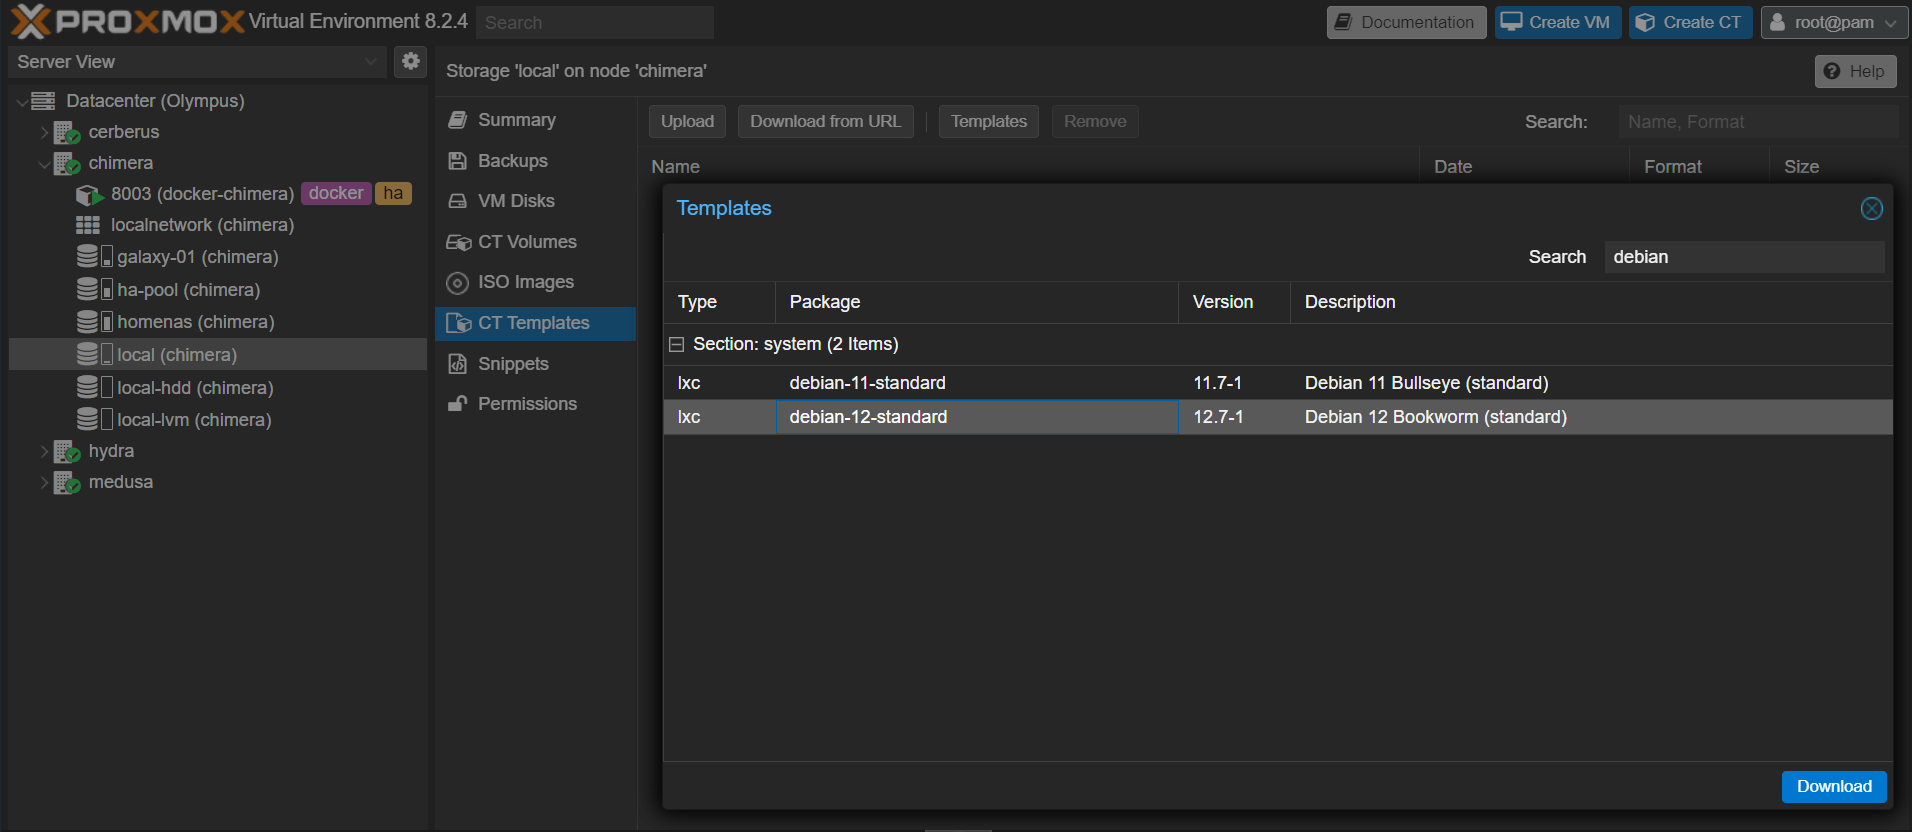 PROXMOX Virtual Environment 8.2.4 Search Documentation Create VM Create CT root@pam
Server View
Storage 'local' on node 'chimera' Help
Datacenter (Olympus)
cerberus
chimera
8003 (docker-chimera) docker ha
localnetwork (chimera)
galaxy-01 (chimera)
ha-pool (chimera)
homenas (chimera)
local (chimera)
local-hdd (chimera)
local-lvm (chimera)
hydra
medusa
Summary
Backups
VM Disks
CT Volumes
ISO Images
CT Templates
Snippets
Permissions
Upload Download from URL Templates Remove Search: Name, Format
Name Date Format Size
Templates
Search debian
Type Package Version Description
Section: system (2 Items)
lxc debian-11-standard 11.7-1 Debian 11 Bullseye (standard)
lxc debian-12-standard 12.7-1 Debian 12 Bookworm (standard)
Download